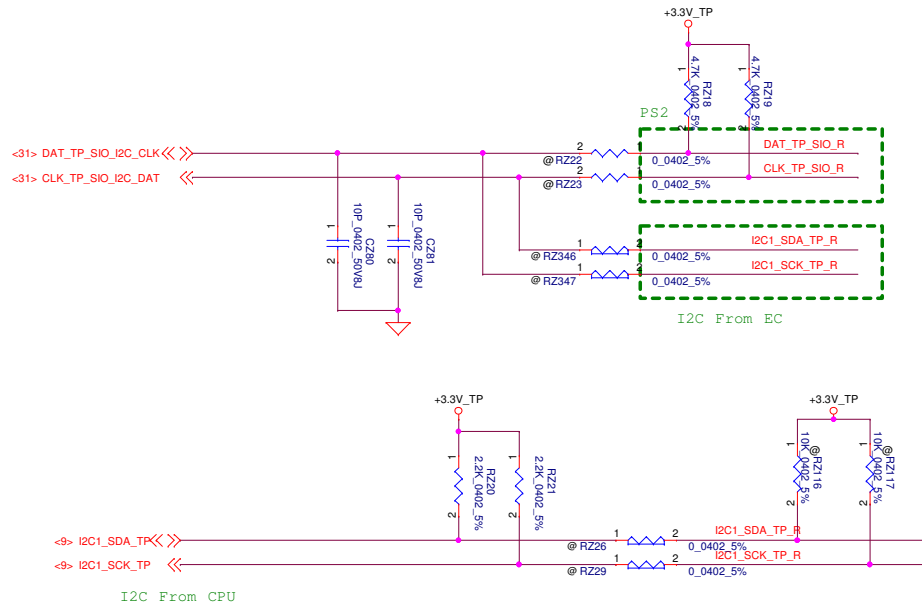 +3.3V_TP
1
4.7K_0402_5%
RZ18
2
1
4.7K_0402_5%
RZ19
2
PS2
<31> DAT_TP_SIO_I2C_CLK
2
@ RZ22
1
0_0402_5%
DAT_TP_SIO_R
<31> CLK_TP_SIO_I2C_DAT
2
@ RZ23
1
0_0402_5%
CLK_TP_SIO_R
1
10P_0402_50V8J
CZ80
2
1
10P_0402_50V8J
CZ81
2
1
@ RZ346
2
0_0402_5%
I2C1_SDA_TP_R
1
@ RZ347
2
0_0402_5%
I2C1_SCK_TP_R
I2C From EC
+3.3V_TP
1
2.2K_0402_5%
RZ20
2
1
2.2K_0402_5%
RZ21
2
+3.3V_TP
1
10K_0402_5%
@RZ116
2
1
10K_0402_5%
@RZ117
2
<9> I2C1_SDA_TP
1
@ RZ26
2
0_0402_5%
I2C1_SDA_TP_R
<9> I2C1_SCK_TP
1
@ RZ29
2
0_0402_5%
I2C1_SCK_TP_R
I2C From CPU